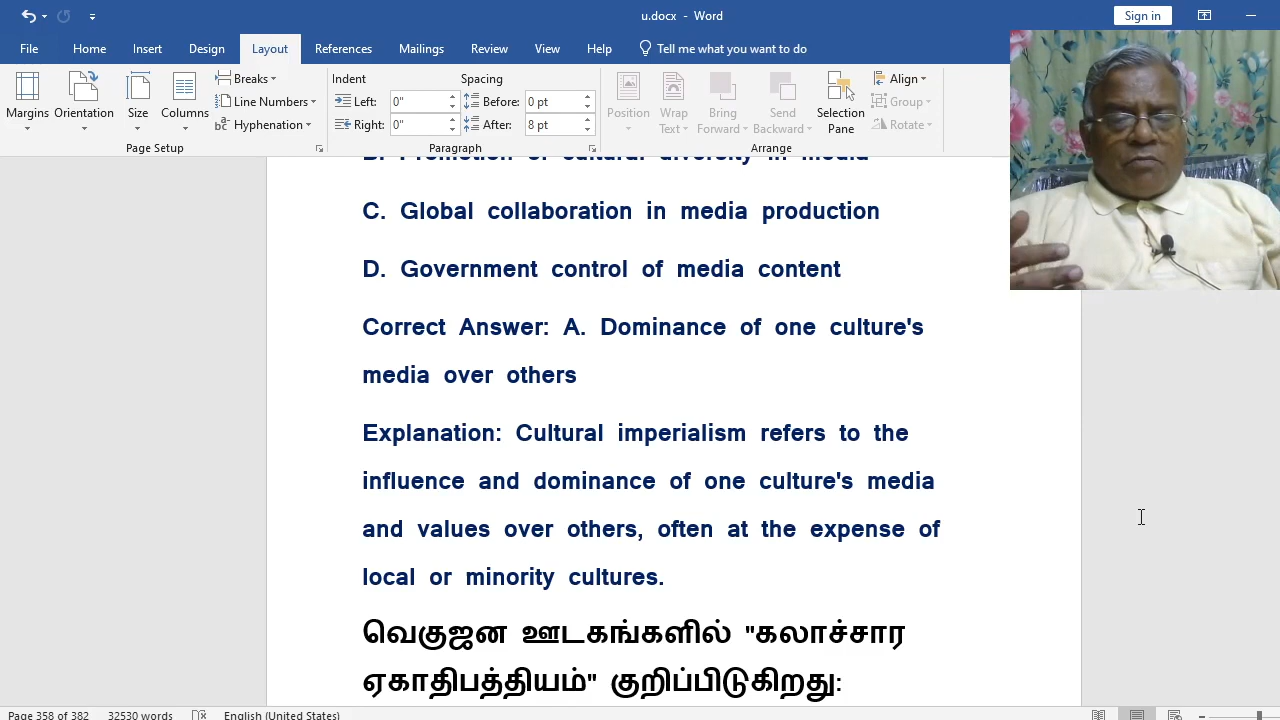 u.docx - Word
Sign in
File Home Insert Design Layout References Mailings Review View Help Tell me what you want to do
Margins Orientation Size Columns Breaks Line Numbers Hyphenation
Page Setup
Indent Spacing
Left: 0" Before: 0 pt
Right: 0" After: 8 pt
Paragraph
Position Wrap Text Bring Forward Send Backward Selection Pane Align Group Rotate
Arrange
B. Promotion of cultural diversity in media
C. Global collaboration in media production
D. Government control of media content
Correct Answer: A. Dominance of one culture's
media over others
Explanation: Cultural imperialism refers to the
influence and dominance of one culture's media
and values over others, often at the expense of
local or minority cultures.
வெகுஜன ஊடகங்களில் "கலாச்சார
ஏகாதிபத்தியம்" குறிப்பிடுகிறது:
Page 358 of 382 32530 words English (United States)